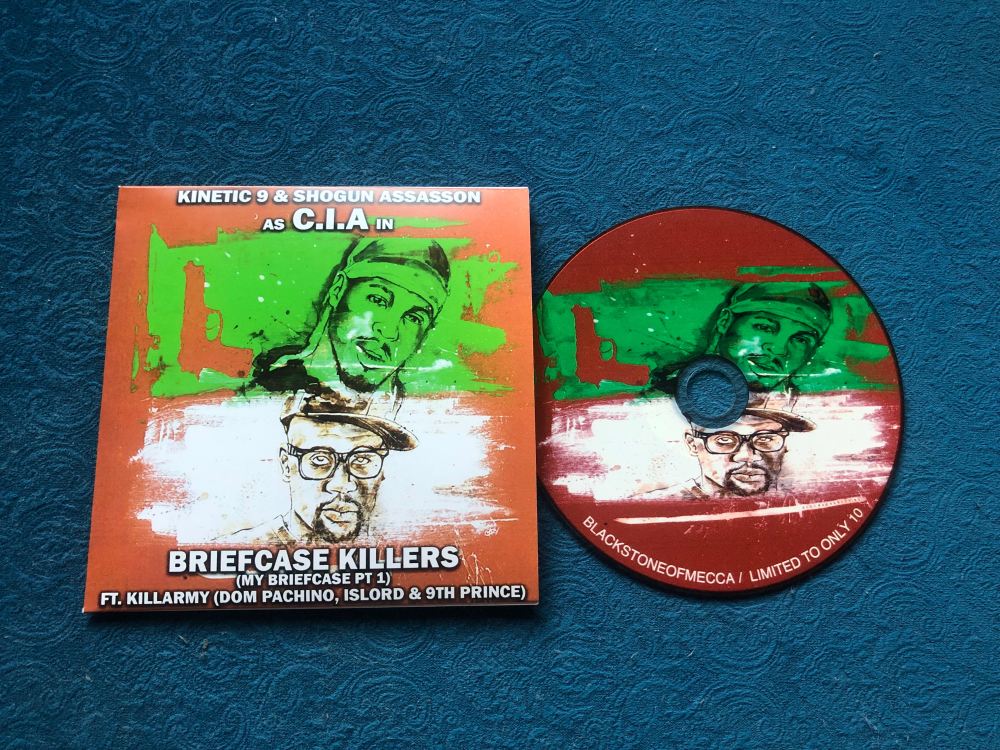 KINETIC 9 & SHOGUN ASSASSON
AS C.I.A IN
BRIEFCASE KILLERS
(MY BRIEFCASE PT 1)
FT. KILLARMY (DOM PACHINO, ISLORD & 9TH PRINCE)
BLACKSTONEOFMECCA / LIMITED TO ONLY 10